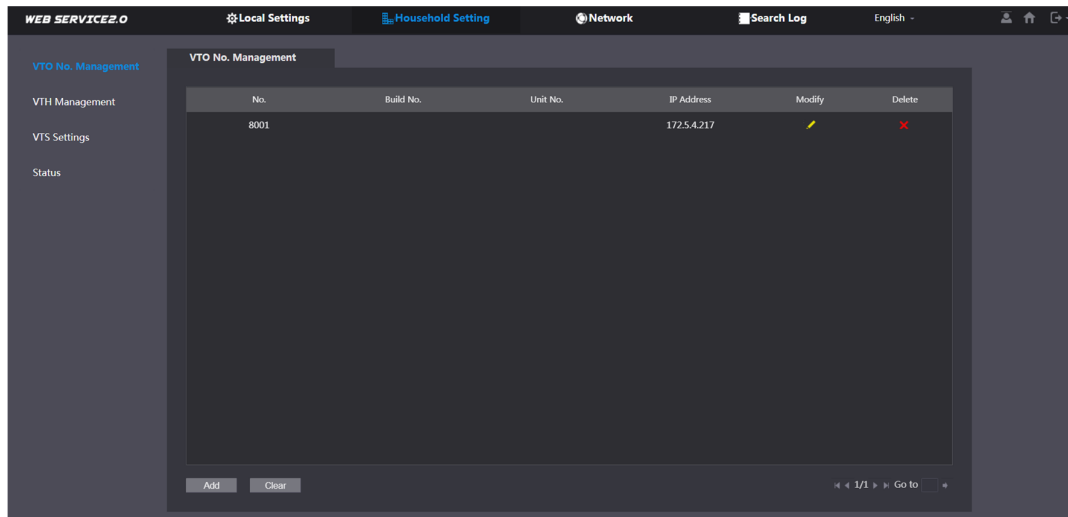 WEB SERVICE2.0 Local Settings Household Setting Network Search Log English
VTO No. Management
VTH Management
VTS Settings
Status
VTO No. Management
No. Build No. Unit No. IP Address Modify Delete
8001 172.5.4.217
Add Clear 1/1 Go to